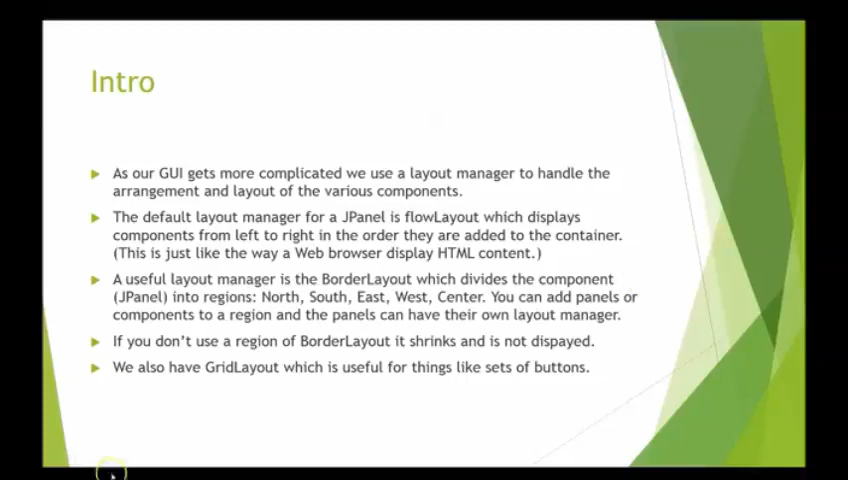 Intro
As our GUI gets more complicated we use a layout manager to handle the
arrangement and layout of the various components.
The default layout manager for a JPanel is flowLayout which displays
components from left to right in the order they are added to the container.
(This is just like the way a Web browser display HTML content.)
A useful layout manager is the BorderLayout which divides the component
(JPanel) into regions: North, South, East, West, Center. You can add panels or
components to a region and the panels can have their own layout manager.
If you don't use a region of BorderLayout it shrinks and is not dispayed.
We also have GridLayout which is useful for things like sets of buttons.